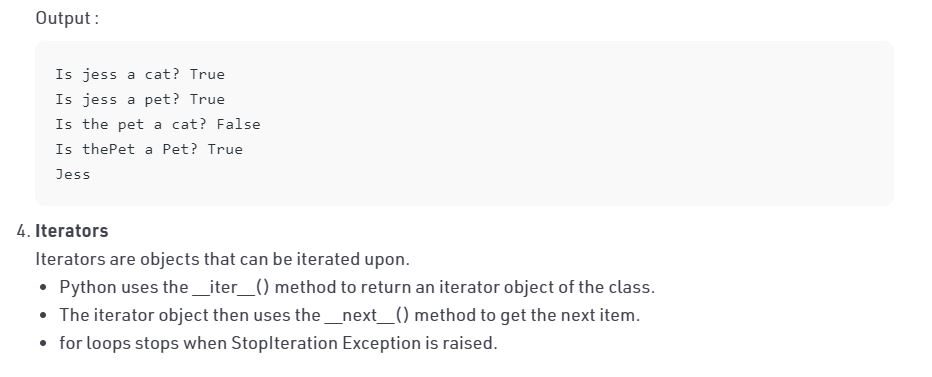 Output :
Is jess a cat? True
Is jess a pet? True
Is the pet a cat? False
Is thePet a Pet? True
Jess
4. Iterators
Iterators are objects that can be iterated upon.
• Python uses the __iter__() method to return an iterator object of the class.
• The iterator object then uses the __next__() method to get the next item.
• for loops stops when StopIteration Exception is raised.